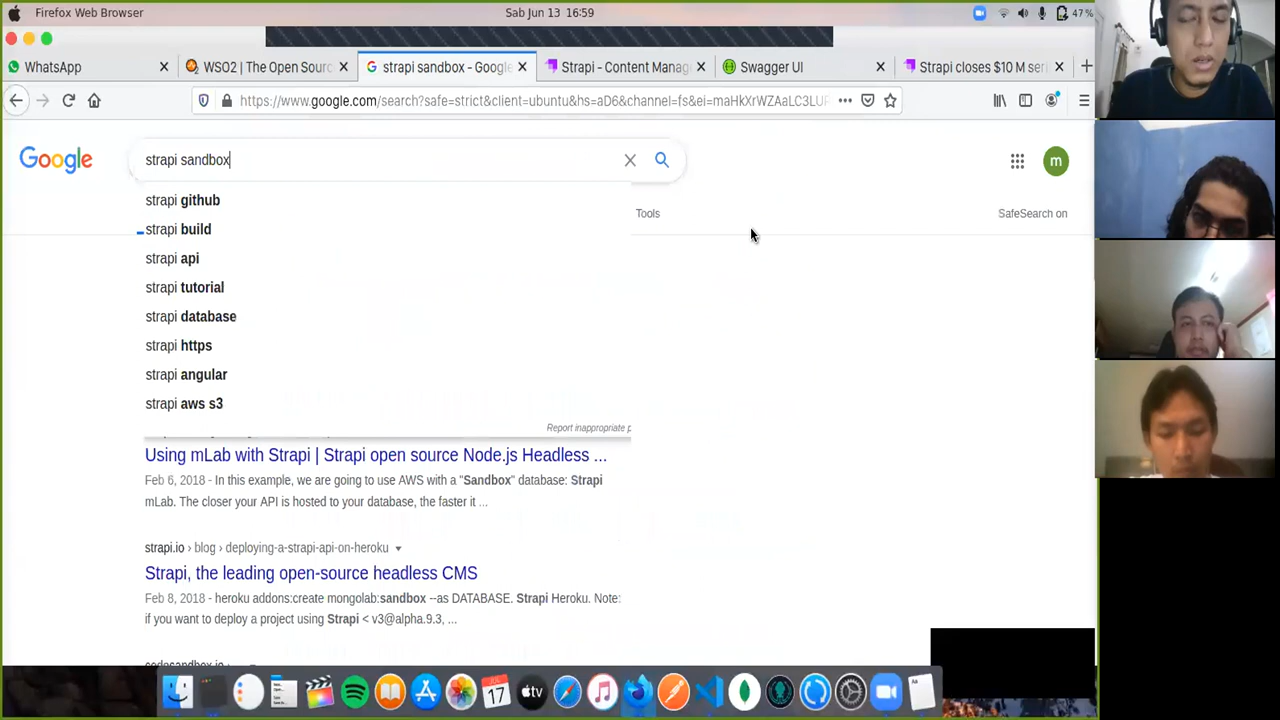 Firefox Web Browser
Sab Jun 13 16:59
47%
WhatsApp
WSO2 | The Open Sourc
strapi sandbox - Google
Strapi - Content Manag
Swagger UI
Strapi closes $10 M seri
https://www.google.com/search?safe=strict&client=ubuntu&hs=aD6&channel=fs&ei=maHkXrWZAaLC3LUP
Google
strapi sandbox
m
strapi github
strapi build
strapi api
strapi tutorial
strapi database
strapi https
strapi angular
strapi aws s3
Tools
SafeSearch on
Report inappropriate p
Using mLab with Strapi | Strapi open source Node.js Headless ...
Feb 6, 2018 - In this example, we are going to use AWS with a "Sandbox" database: Strapi
mLab. The closer your API is hosted to your database, the faster it ...
strapi.io › blog › deploying-a-strapi-api-on-heroku
Strapi, the leading open-source headless CMS
Feb 8, 2018 - heroku addons:create mongolab:sandbox --as DATABASE. Strapi Heroku. Note:
if you want to deploy a project using Strapi < v3@alpha.9.3, ...
codesandbox.io
17
tv